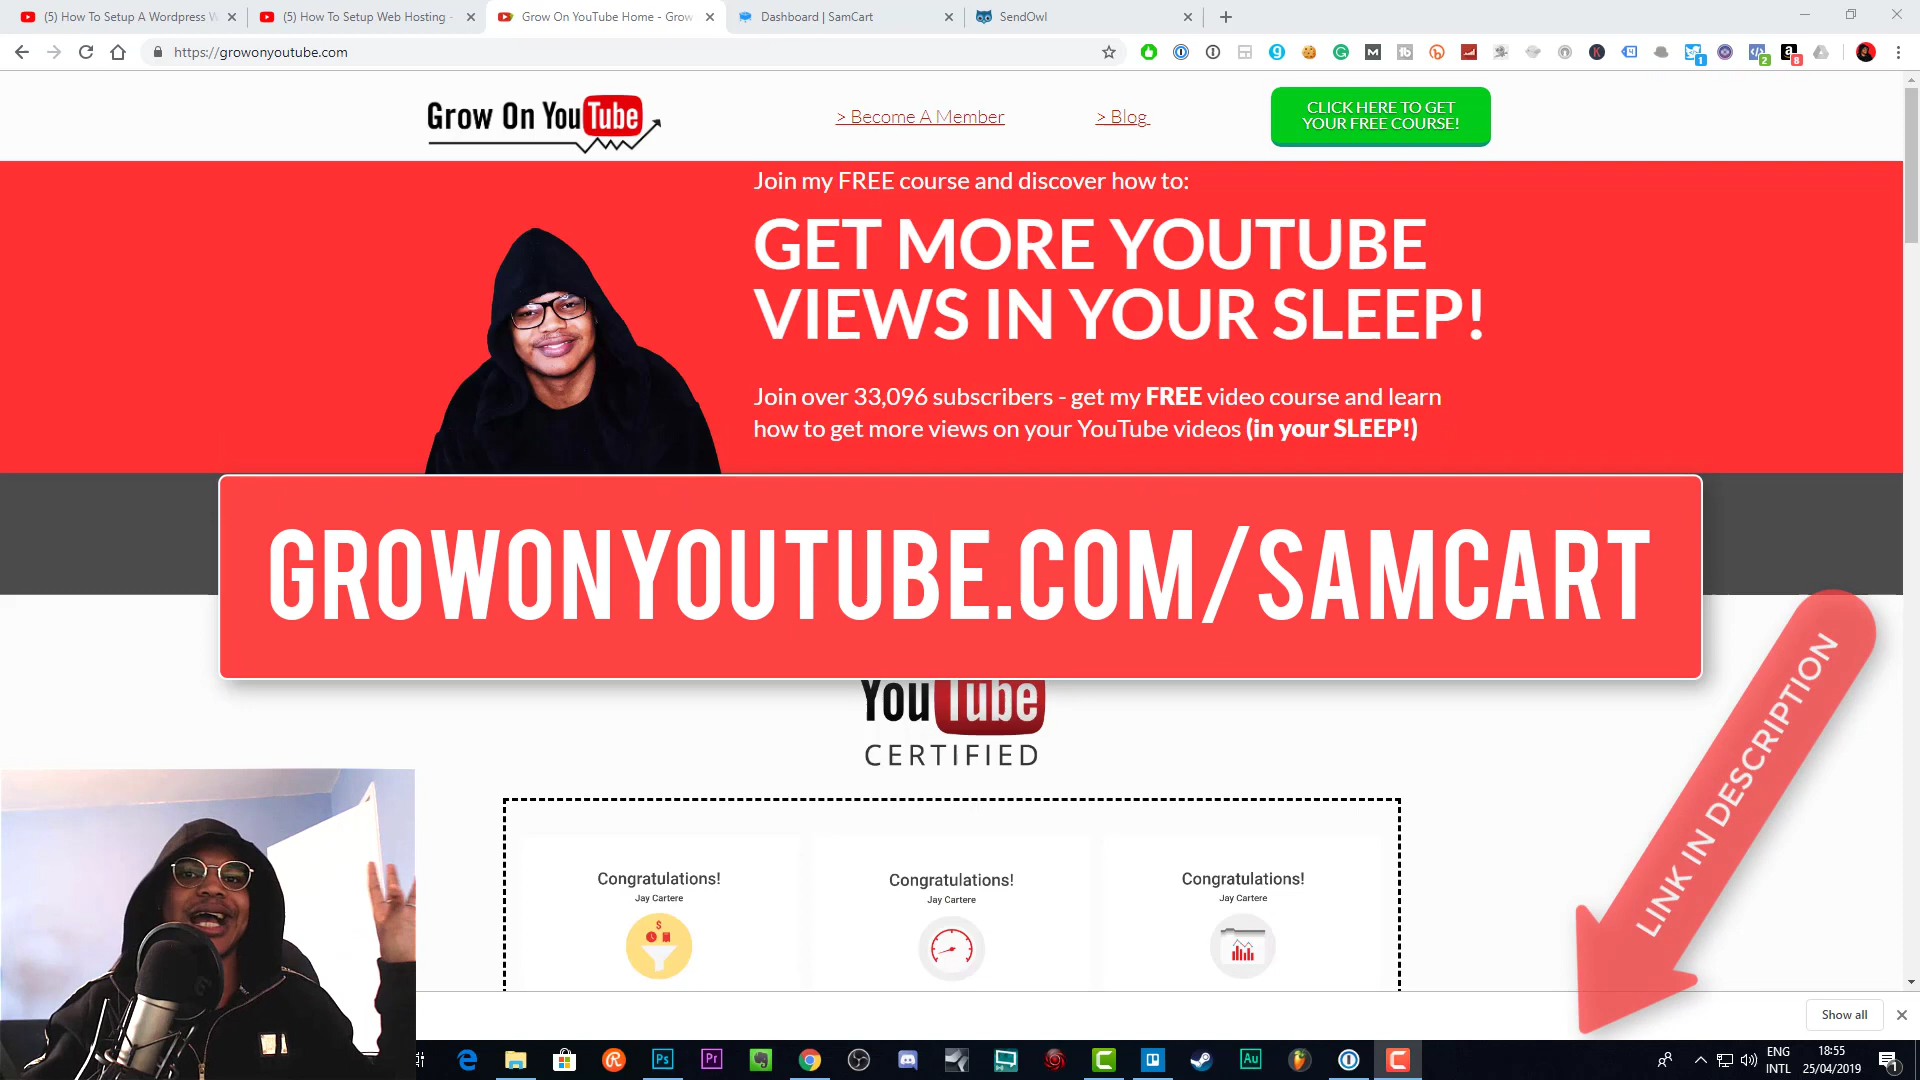 (5) How To Setup A Wordpress W
(5) How To Setup Web Hosting -
Grow On YouTube Home - Grow
Dashboard | SamCart
SendOwl
https://growonyoutube.com
Grow On YouTube
> Become A Member
> Blog
CLICK HERE TO GET
YOUR FREE COURSE!
Join my FREE course and discover how to:
GET MORE YOUTUBE
VIEWS IN YOUR SLEEP!
Join over 33,096 subscribers - get my FREE video course and learn
how to get more views on your YouTube videos (in your SLEEP!)
GROWONYOUTUBE.COM/SAMCART
LINK IN DESCRIPTION
YouTube
CERTIFIED
Congratulations!
Jay Cartere
Congratulations!
Jay Cartere
Congratulations!
Jay Cartere
Show all
ENG
INTL
18:55
25/04/2019